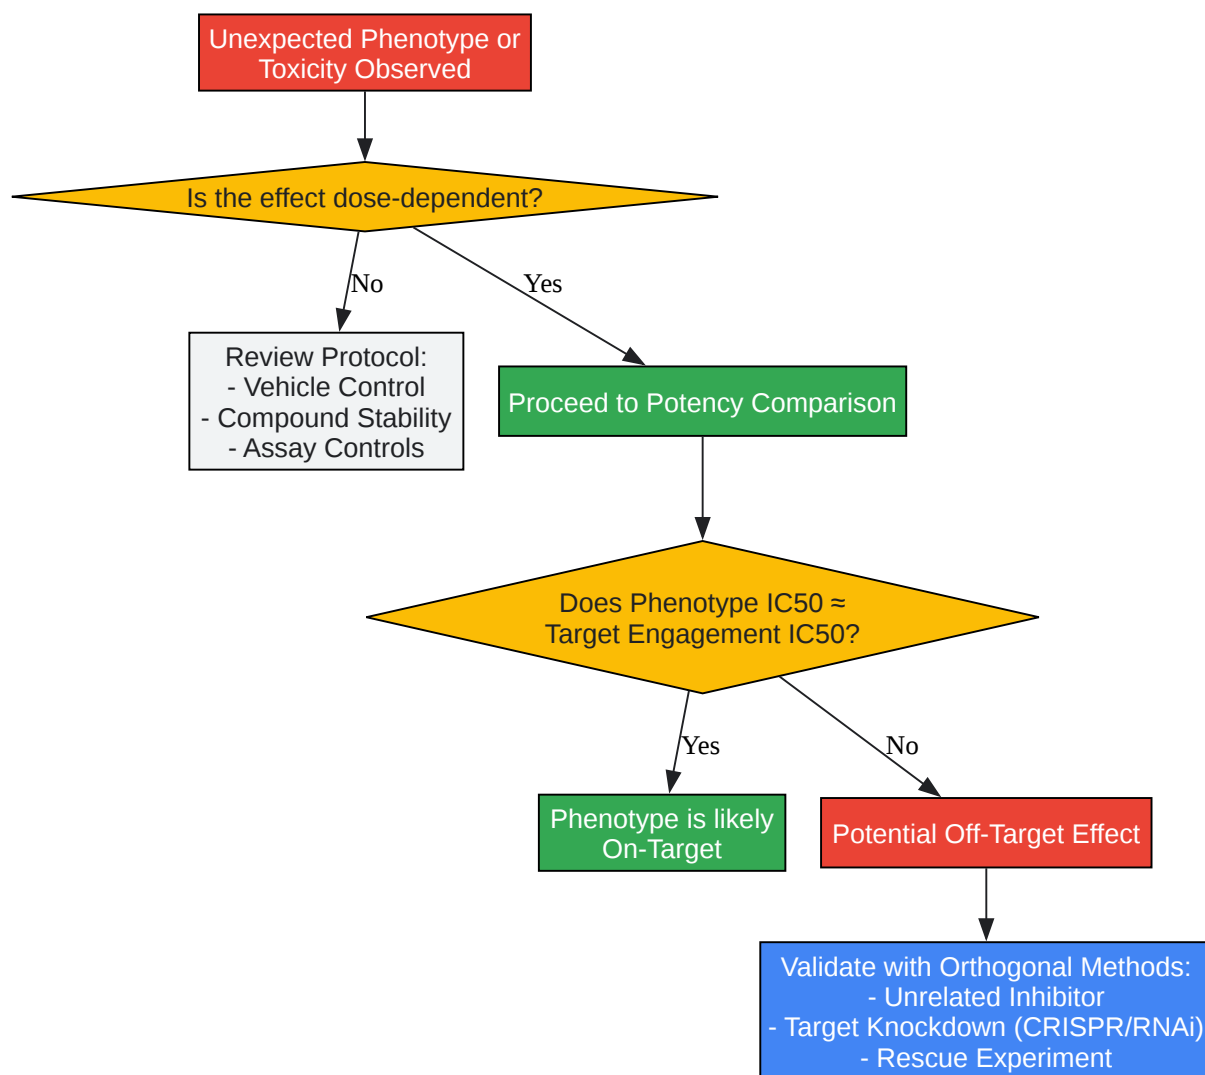 Unexpected Phenotype or
Toxicity Observed
Is the effect dose-dependent?
No
Yes
Review Protocol:
- Vehicle Control
- Compound Stability
- Assay Controls
Proceed to Potency Comparison
Does Phenotype IC50 ≈
Target Engagement IC50?
Yes
No
Phenotype is likely
On-Target
Potential Off-Target Effect
Validate with Orthogonal Methods:
- Unrelated Inhibitor
- Target Knockdown (CRISPR/RNAi)
- Rescue Experiment